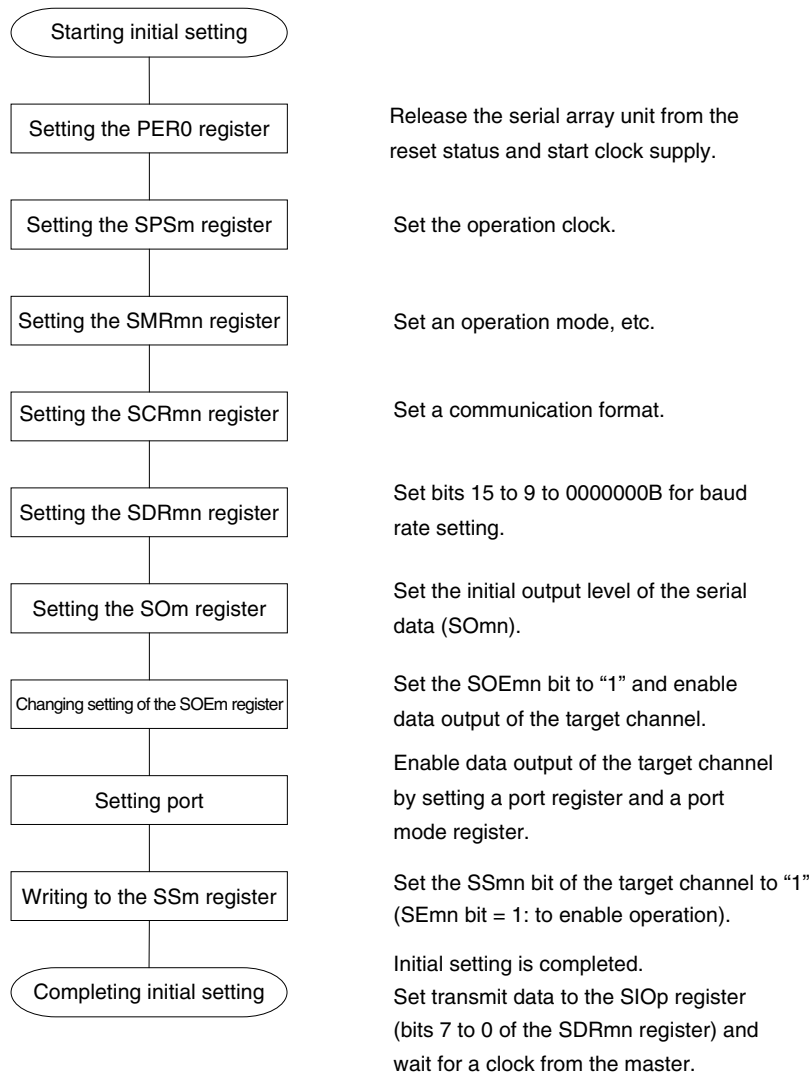 Starting initial setting
Setting the PER0 register
Release the serial array unit from the
reset status and start clock supply.
Setting the SPSm register
Set the operation clock.
Setting the SMRmn register
Set an operation mode, etc.
Setting the SCRmn register
Set a communication format.
Setting the SDRmn register
Set bits 15 to 9 to 0000000B for baud
rate setting.
Setting the SOm register
Set the initial output level of the serial
data (SOmn).
Changing setting of the SOEm register
Set the SOEmn bit to “1” and enable
data output of the target channel.
Setting port
Enable data output of the target channel
by setting a port register and a port
mode register.
Writing to the SSm register
Set the SSmn bit of the target channel to “1”
(SEmn bit = 1: to enable operation).
Completing initial setting
Initial setting is completed.
Set transmit data to the SIOp register
(bits 7 to 0 of the SDRmn register) and
wait for a clock from the master.